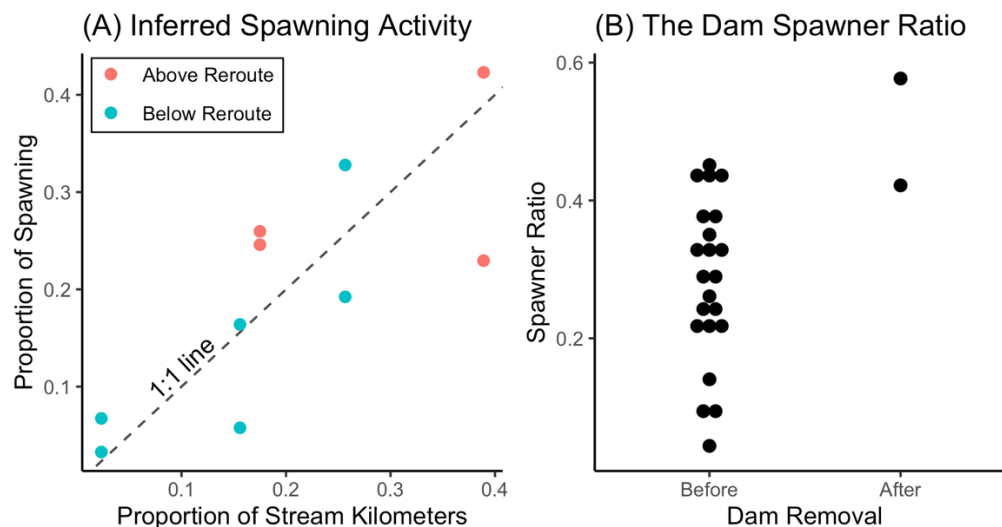 (A) Inferred Spawning Activity
Above Reroute
Below Reroute
0.4
0.3
0.2
0.1
Proportion of Spawning
1:1 line
0.1 0.2 0.3 0.4
Proportion of Stream Kilometers
(B) The Dam Spawner Ratio
0.6
0.4
0.2
Spawner Ratio
Before After
Dam Removal